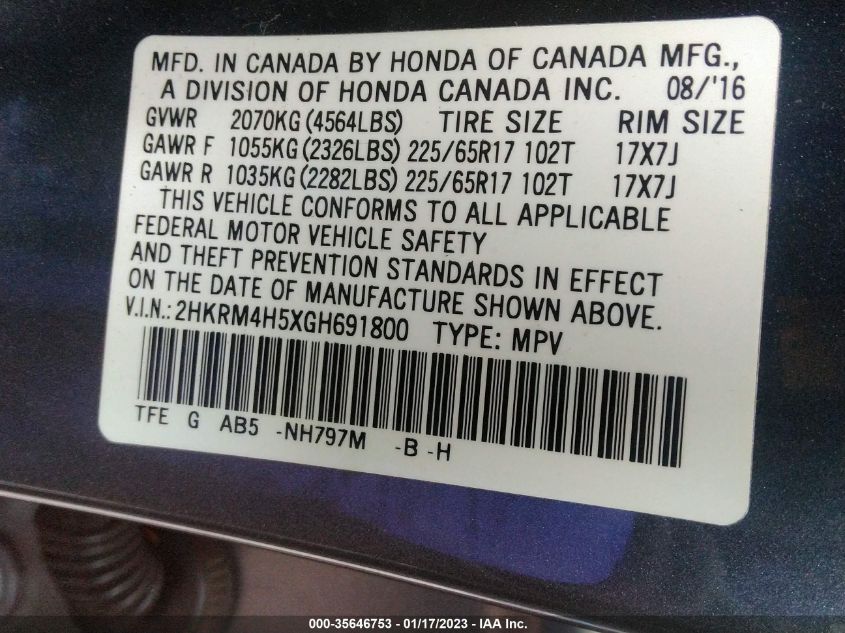 MFD. IN CANADA BY HONDA OF CANADA MFG.,
A DIVISION OF HONDA CANADA INC. 08/'16
GVWR 2070KG (4564LBS) TIRE SIZE RIM SIZE
GAWR F 1055KG (2326LBS) 225/65R17 102T 17X7J
GAWR R 1035KG (2282LBS) 225/65R17 102T 17X7J
THIS VEHICLE CONFORMS TO ALL APPLICABLE
FEDERAL MOTOR VEHICLE SAFETY
AND THEFT PREVENTION STANDARDS IN EFFECT
ON THE DATE OF MANUFACTURE SHOWN ABOVE.
V.I.N.: 2HKRM4H5XGH691800 TYPE: MPV
TFE G AB5 -NH797M -B -H
000-35646753 - 01/17/2023 - IAA Inc.